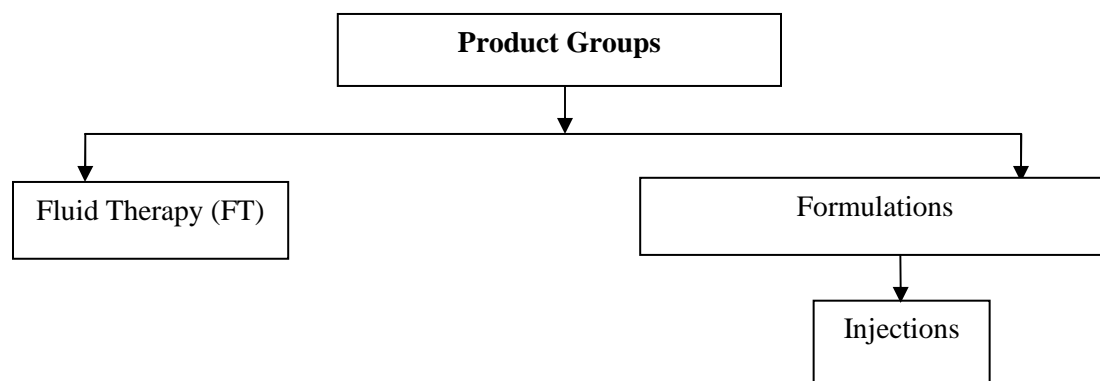 Product Groups
Fluid Therapy (FT)
Formulations
Injections